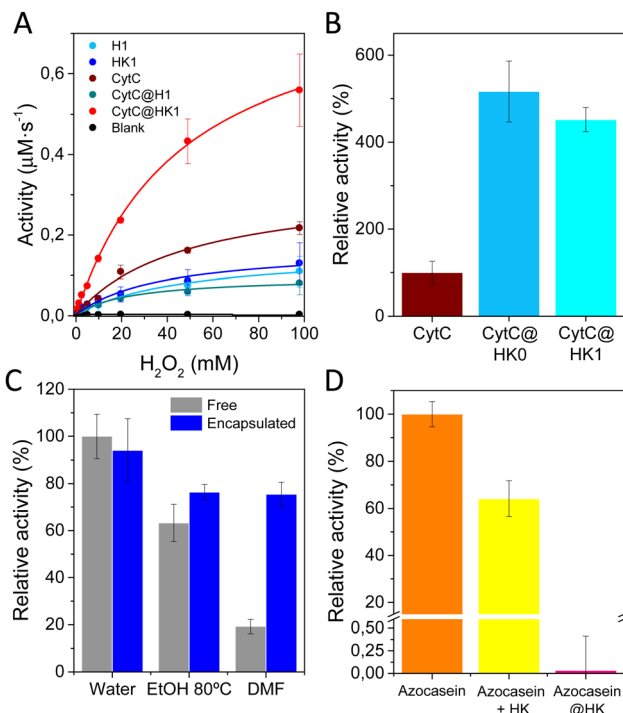 A
Activity (µM·s⁻¹)
0,6
0,4
0,2
0,0
H1
HK1
CytC
CytC@H1
CytC@HK1
Blank
0 20 40 60 80 100
H₂O₂ (mM)
B
Relative activity (%)
600
400
200
0
CytC
CytC@
HK0
CytC@
HK1
C
Relative activity (%)
120
100
80
60
40
20
0
Free
Encapsulated
Water
EtOH 80ºC
DMF
D
Relative activity (%)
100
80
60
40
20
0,50
0,25
0,00
Azocasein
Azocasein
+ HK
Azocasein
@HK